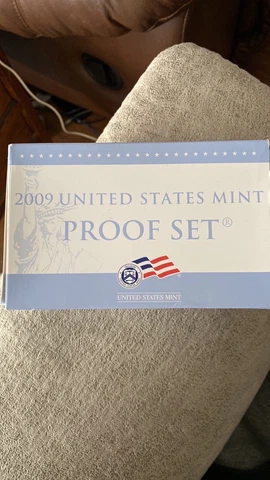 2009 UNITED STATES MINT
PROOF SET®
UNITED STATES MINT